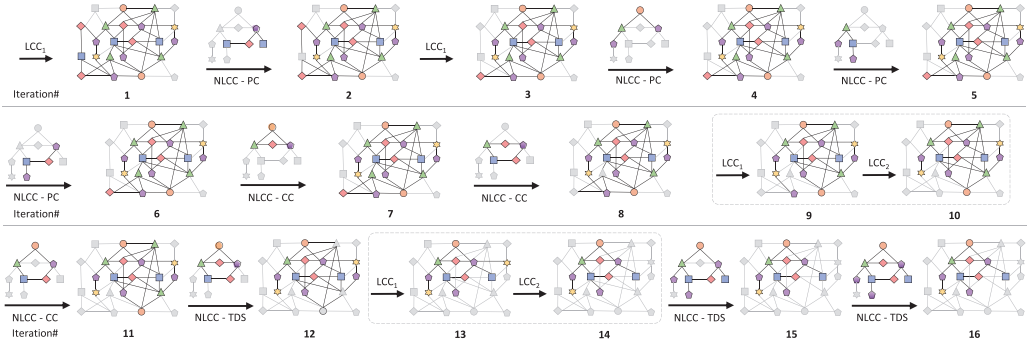 LCC1
NLCC - PC
LCC1
NLCC - PC
NLCC - PC
Iteration# 1 2 3 4 5
NLCC - PC
NLCC - CC
NLCC - CC
LCC1
LCC2
Iteration# 6 7 8 9 10
NLCC - CC
NLCC - TDS
LCC1
LCC2
NLCC - TDS
NLCC - TDS
Iteration# 11 12 13 14 15 16